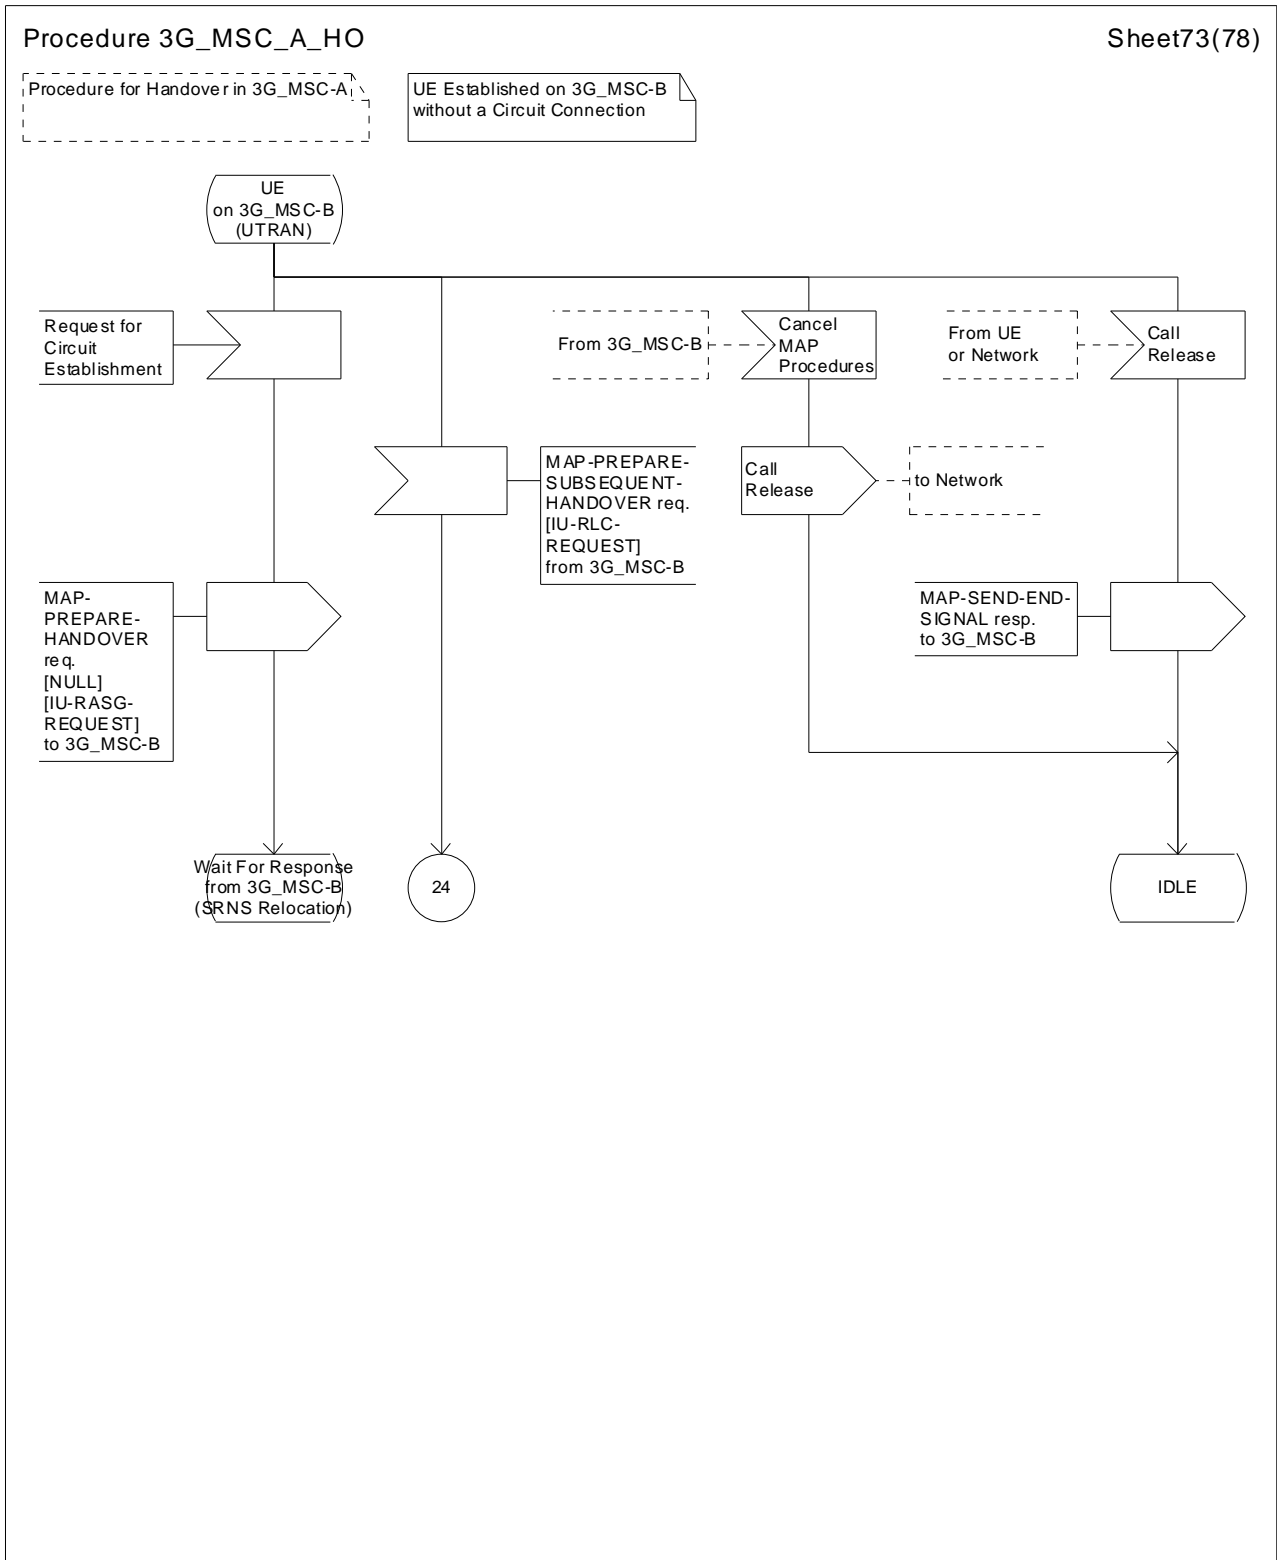 Procedure 3G_MSC_A_HO
Sheet73(78)
Procedure for Handover in 3G_MSC-A
UE Established on 3G_MSC-B
without a Circuit Connection
UE
on 3G_MSC-B
(UTRAN)
Request for
Circuit
Establishment
From 3G_MSC-B
Cancel
MAP
Procedures
From UE
or Network
Call
Release
MAP-PREPARE-
SUBSEQUENT-
HANDOVER req.
[IU-RLC-
REQUEST]
from 3G_MSC-B
Call
Release
to Network
MAP-
PREPARE-
HANDOVER
req.
[NULL]
[IU-RASG-
REQUEST]
to 3G_MSC-B
MAP-SEND-END-
SIGNAL resp.
to 3G_MSC-B
Wait For Response
from 3G_MSC-B
(SRNS Relocation)
24
IDLE